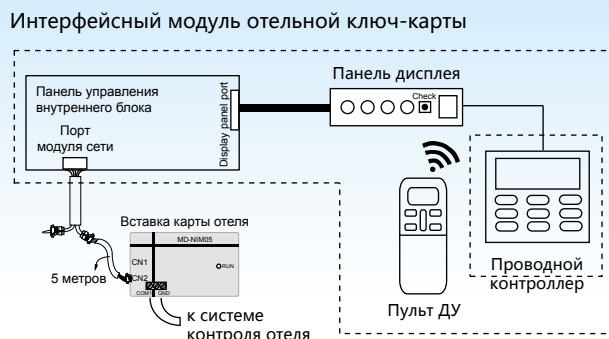 Интерфейсный модуль отельной ключ-карты
Панель управления
внутреннего блока
Порт
модуля сети
Display panel port
Панель дисплея
Check
Вставка карты отеля
MD-NIM05
CN1
RUN
CN2
COM1 GND
5 метров
к системе
контроля отеля
Пульт ДУ
Проводной
контроллер